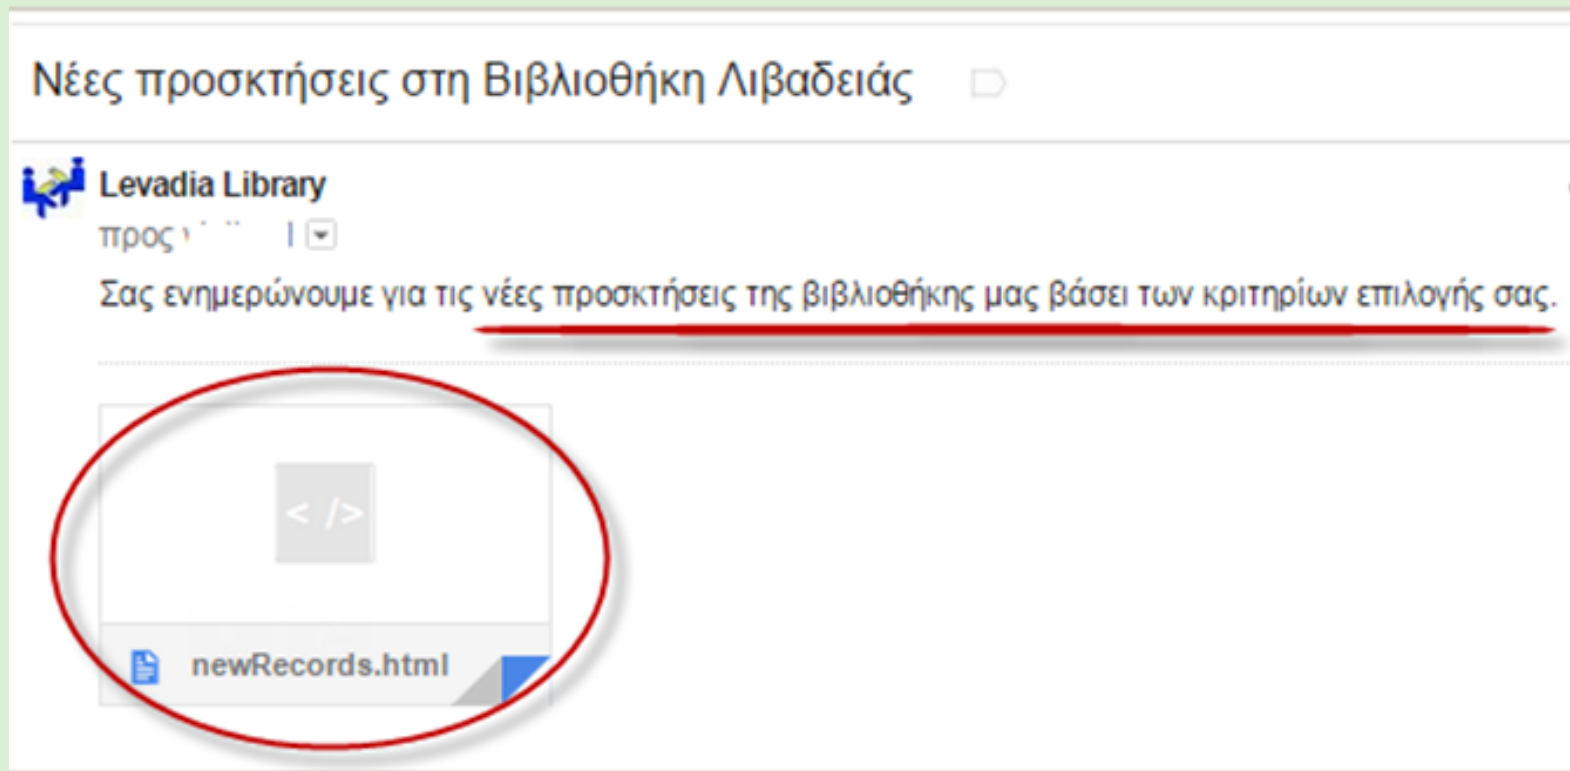 Νέες προσκτήσεις στη Βιβλιοθήκη Λιβαδειάς
Levadia Library
προς
Σας ενημερώνουμε για τις νέες προσκτήσεις της βιβλιοθήκης μας βάσει των κριτηρίων επιλογής σας.
< />
newRecords.html